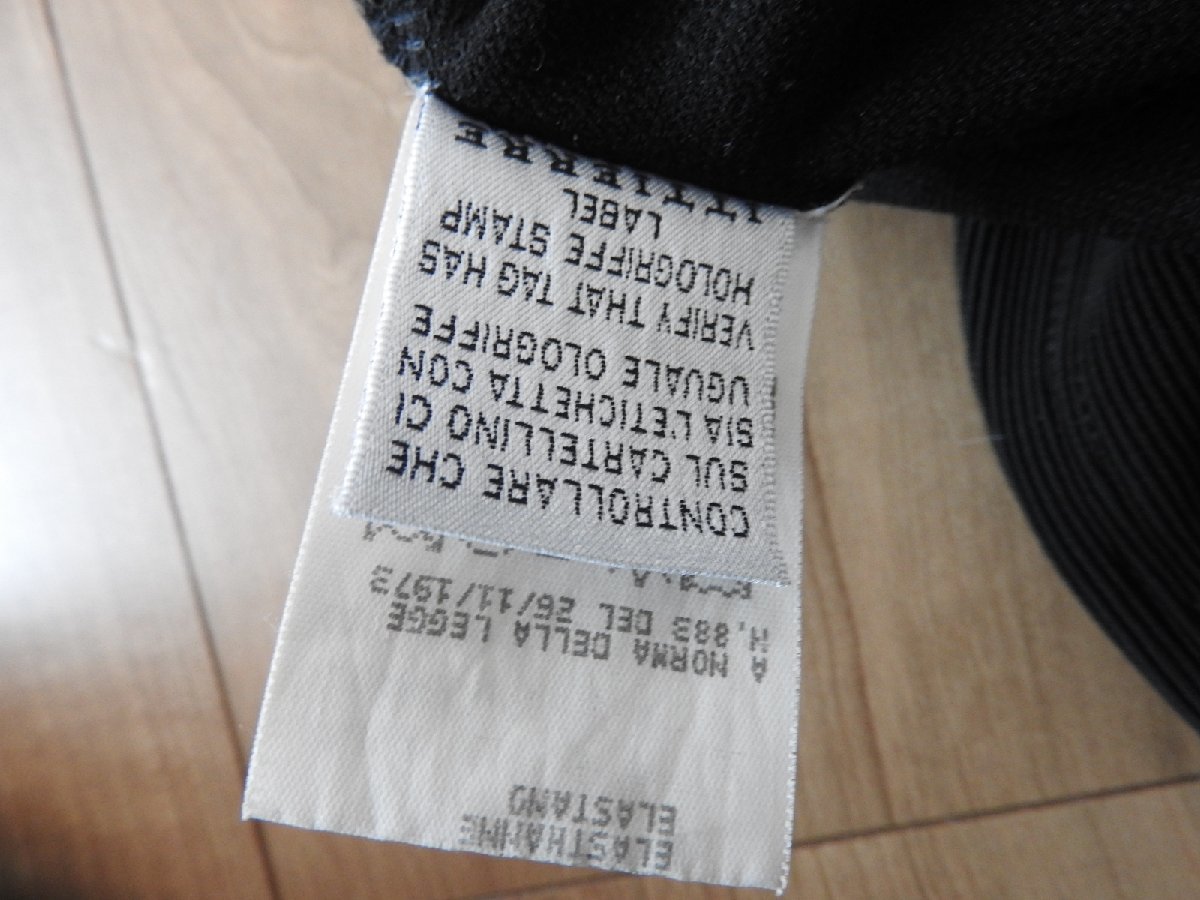 CONTROLLARE CHE
SUL CARTELLINO CI
SIA L'ETICHETTA CON
UGUALE OLOGRIFFE
VERIFY THAT TAG HAS
HOLOGRIFFE STAMP
LABEL
ITTIERRE
ELASTHANNE
ELASTANO
A NORMA DELLA LEGGE
N.883 DEL 26/11/1973